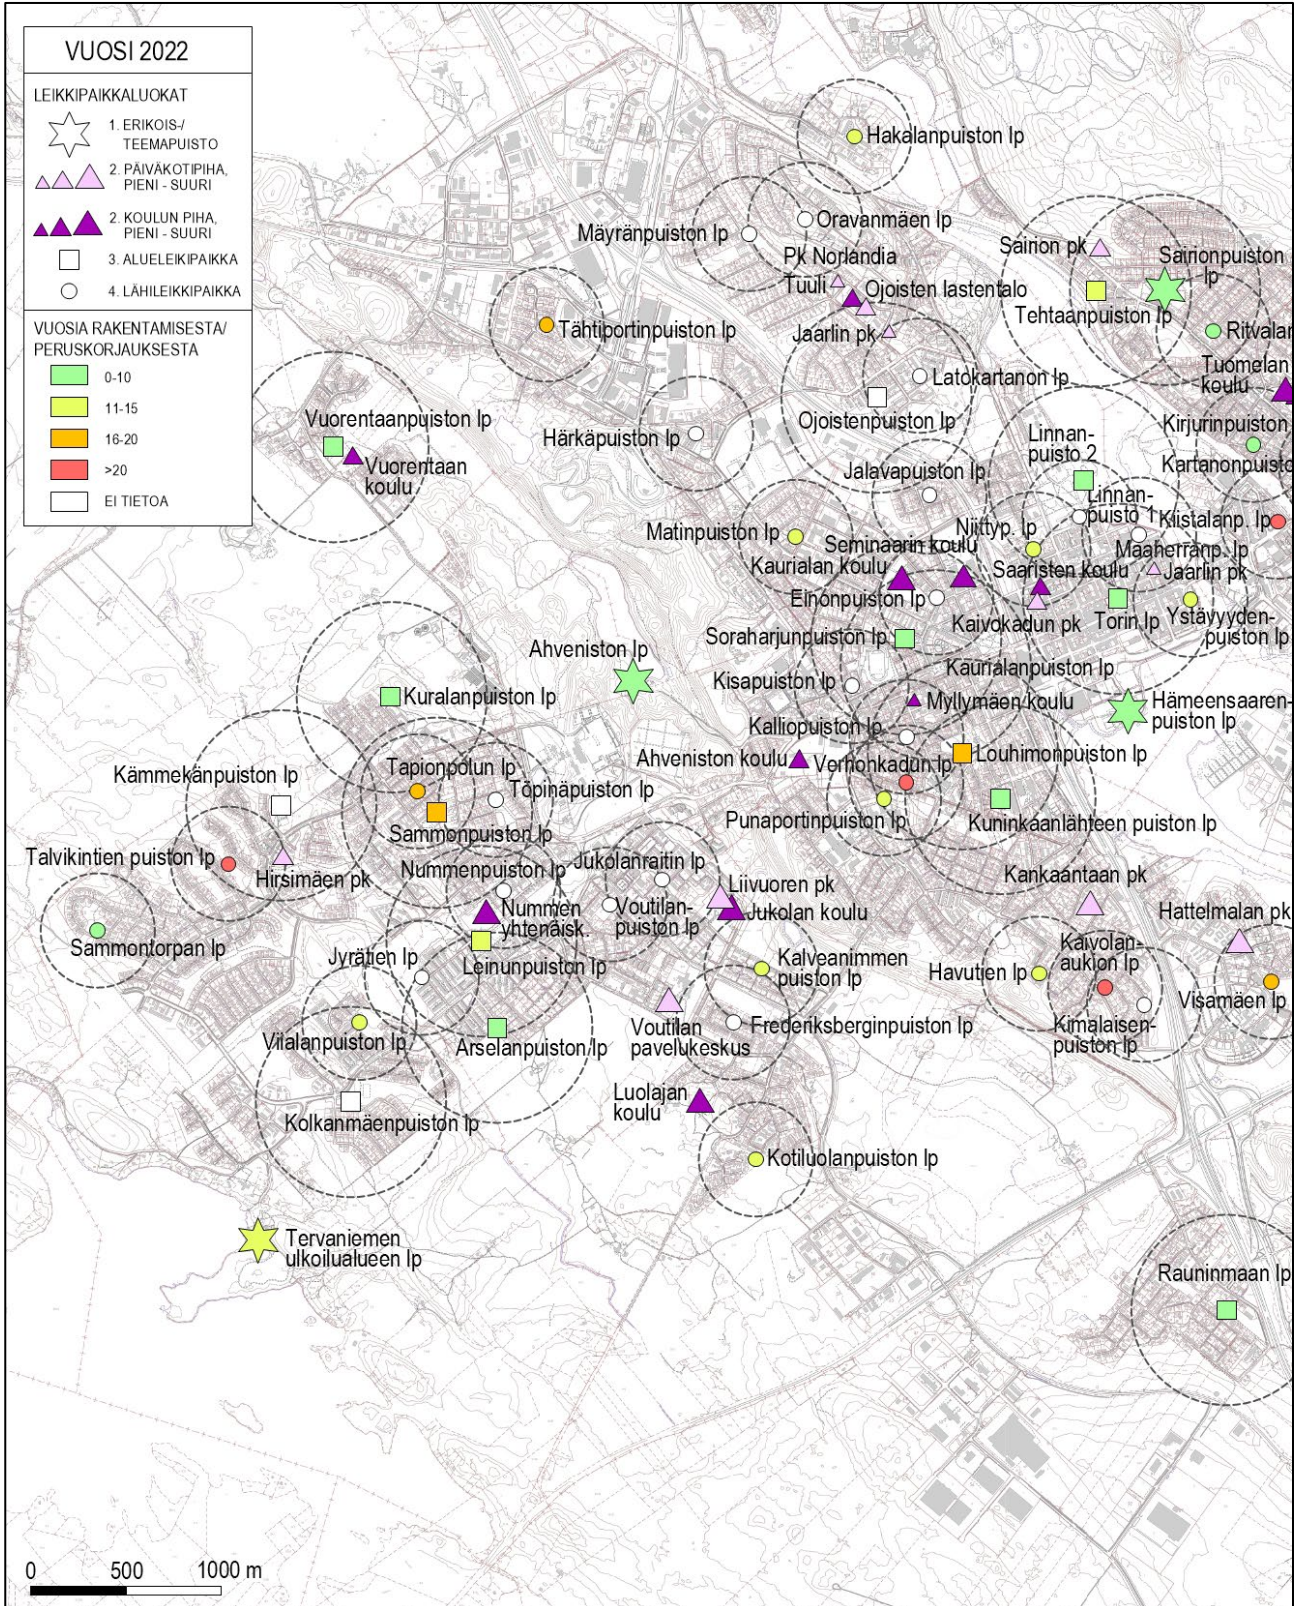 VUOSI 2022
LEIKKIPAIKKALUOKAT
1. ERIKOIS-/
TEEMAPUISTO
2. PÄIVÄKOTIPIHA,
PIENI - SUURI
2. KOULUN PIHA,
PIENI - SUURI
3. ALUELEIKIPAIKKA
4. LÄHILEIKKIPAIKKA
VUOSIA RAKENTAMISESTA/
PERUSKORJAUKSESTA
0-10
11-15
16-20
>20
EI TIETOA
Hakalanpuiston lp
Oravanmäen lp
Mäyränpuiston lp
Pk Norlandia
Tuuli
Ojoisten lastentalo
Jaarlin pk
Sairion pk
Sairionpuiston
lp
Tehtaanpuiston lp
Ritvalan
Tähtiportinpuiston lp
Latokartanon lp
Ojoistenpuiston lp
Tuomelan
koulu
Vuorentaanpuiston lp
Vuorentaan
koulu
Härkäpuiston lp
Jalavapuiston lp
Linnan-
puisto 2
Kirjurinpuiston
Kartanonpuisto
Linnan-
puisto 1
Kiistalanp. lp
Matinpuiston lp
Niittyp. lp
Maaherranp. lp
Seminaarin koulu
Kaurialan koulu
Saaristen koulu
Jaarlin pk
Einonpuiston lp
Kaivokadun pk
Torin lp
Ystävyyden-
puiston lp
Soraharjunpuiston lp
Ahveniston lp
Kaurialanpuiston lp
Kuralanpuiston lp
Kisapuiston lp
Myllymäen koulu
Hämeensaaren-
puiston lp
Kalliopuiston lp
Ahveniston koulu
Verhonkadun lp
Louhimonpuiston lp
Kämmekänpuiston lp
Tapionpolun lp
Töpinäpuiston lp
Punaportinpuiston lp
Kuninkaanlähteen puiston lp
Sammonpuiston lp
Talvikintien puiston lp
Hirsimäen pk
Nummenpuiston lp
Jukolanraitin lp
Liivuoren pk
Kankaantaan pk
Nummen
yhtenäisk.
Voutilan-
puiston lp
Jukolan koulu
Hattelmalan pk
Sammontorpan lp
Jyrätien lp
Leinunpuiston lp
Kalveanimmen
puiston lp
Havutien lp
Kaivolan-
aukion lp
Visamäen lp
Viialanpuiston lp
Arselanpuiston lp
Voutilan
pavelukeskus
Frederiksberginpuiston lp
Kimalaisen-
puiston lp
Kolkanmäenpuiston lp
Luolajan
koulu
Kotiluolanpuiston lp
Tervaniemen
ulkoilualueen lp
Rauninmaan lp
0 500 1000 m